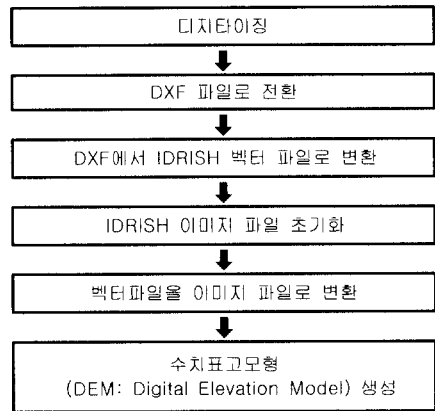 디지타이징
DXF 파일로 전환
DXF에서 IDRISH 벡터 파일로 변환
IDRISH 이미지 파일 초기화
벡터파일을 이미지 파일로 변환
수치표고모형
(DEM: Digital Elevation Model) 생성